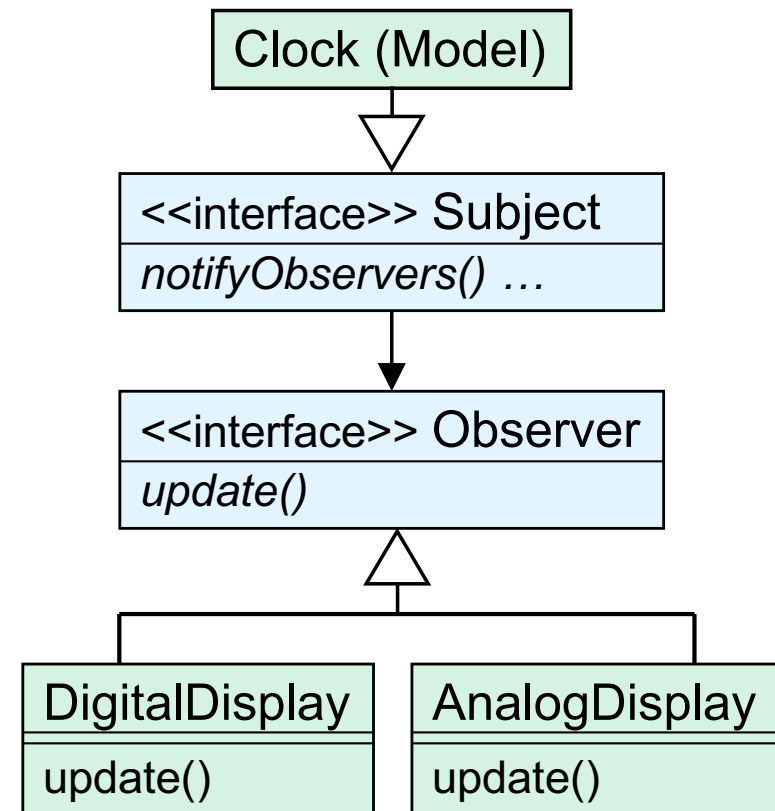 Clock (Model)
<<interface>> Subject
notifyObservers() …
<<interface>> Observer
update()
DigitalDisplay
update()
AnalogDisplay
update()